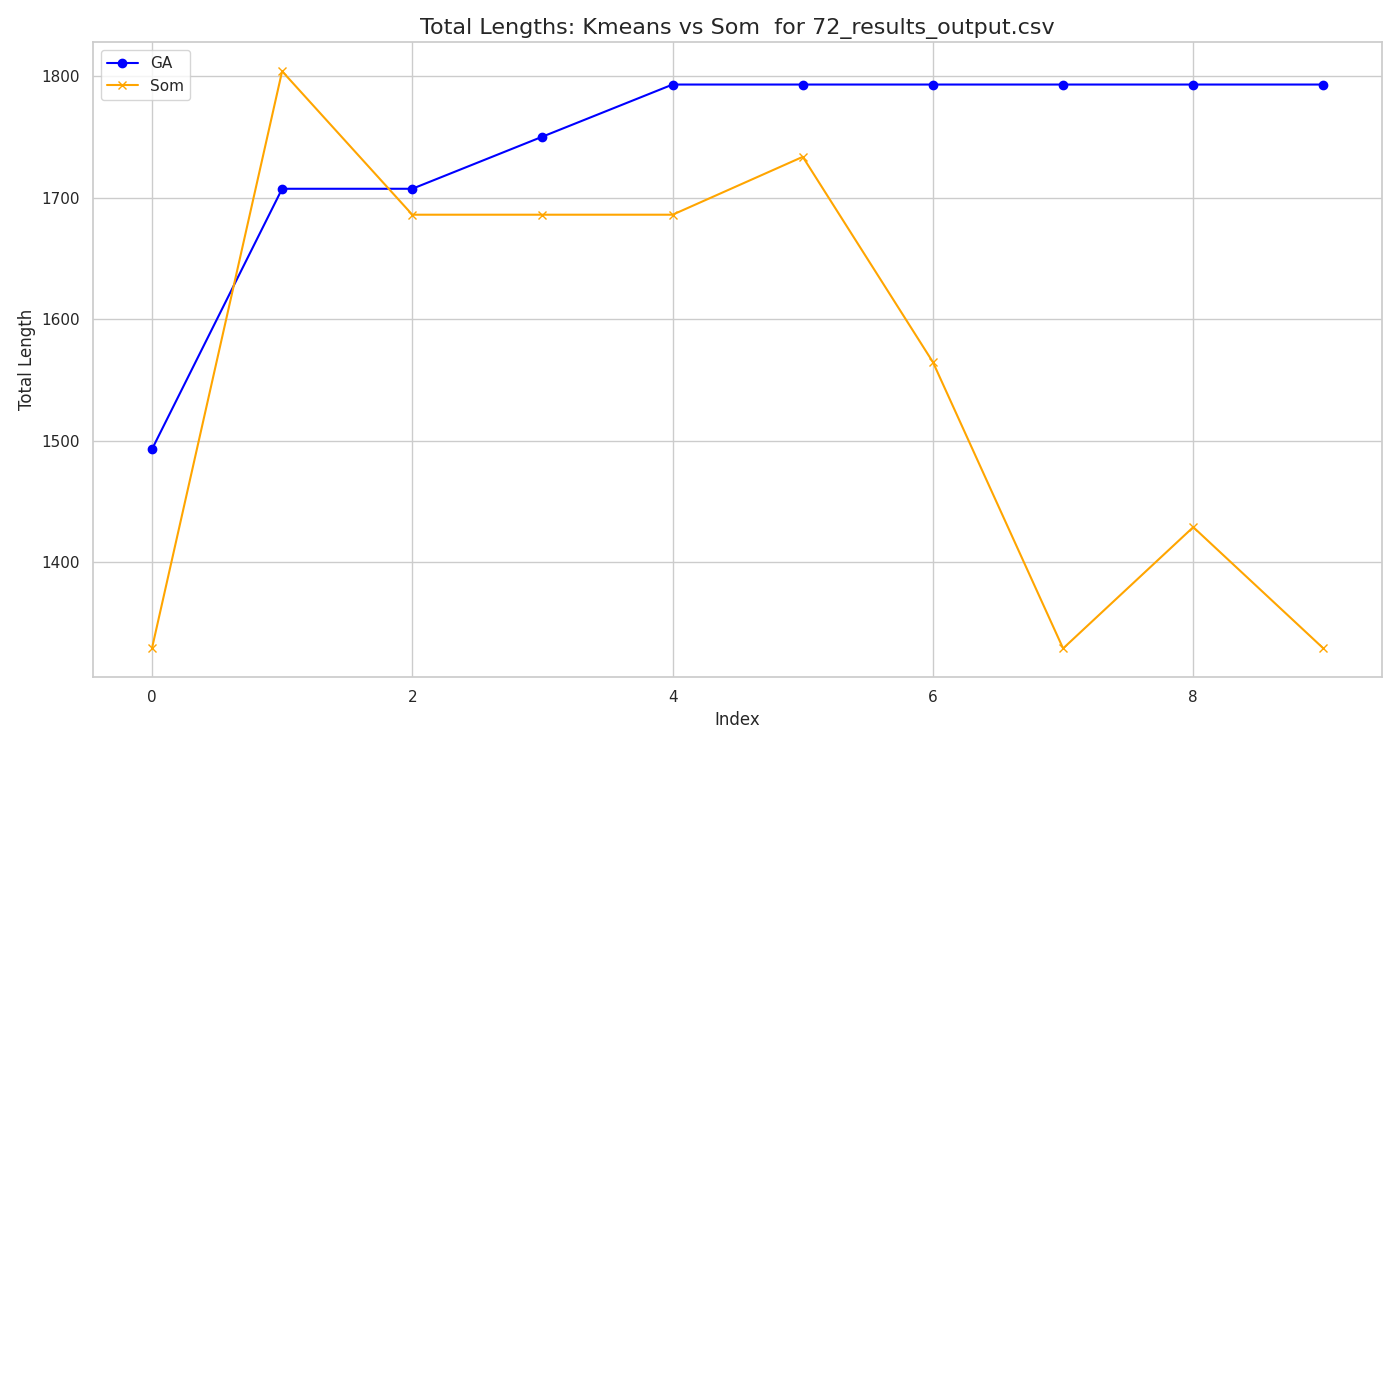 Total Lengths: Kmeans vs Som  for 72_results_output.csv
GA
Som
1800
1700
1600
1500
1400
Total Length
0 2 4 6 8
Index